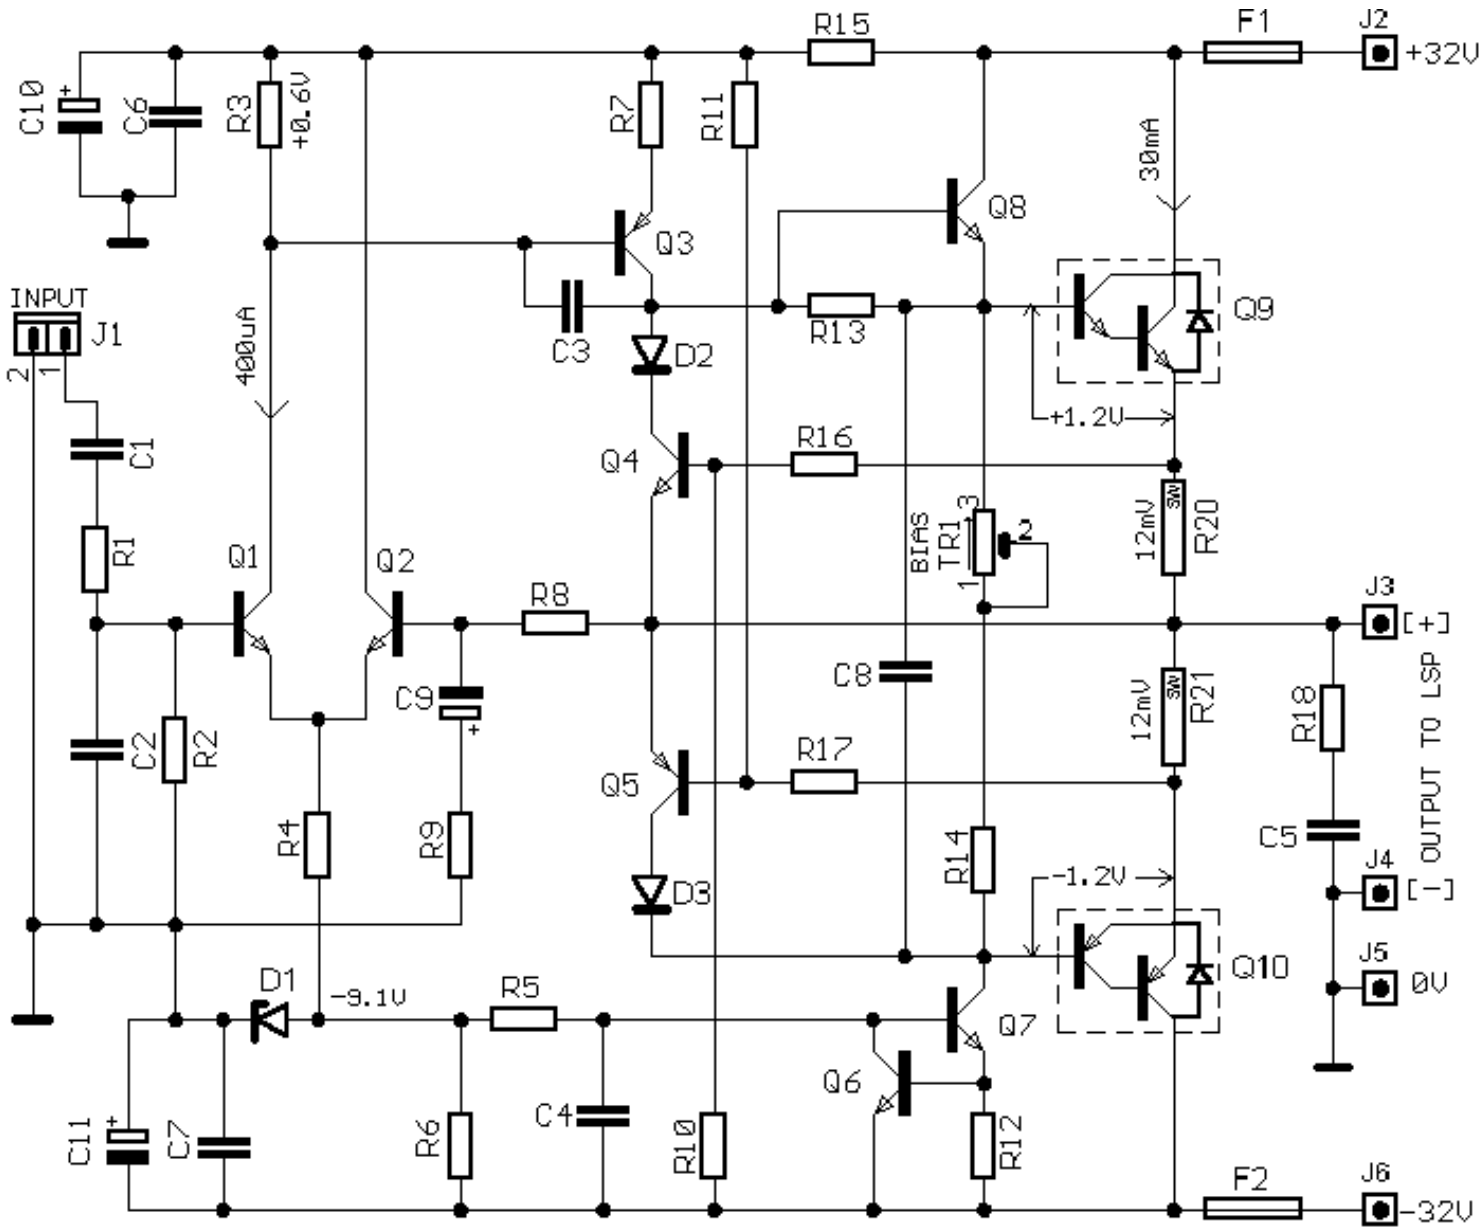 R15
F1
J2
+32V
C10
+
C6
R3
+0.6V
R7
R11
30mA
Q8
Q3
INPUT
J1
2
1
400uA
C3
D2
R13
Q9
+1.2V
C1
Q4
R16
3
BIAS
TR1
2
1
12mV
5W
R20
R1
Q1
Q2
R8
J3
[+]
C9
+
C8
12mV
5W
R21
R18
OUTPUT TO LSP
C2
R2
Q5
R17
R4
R9
R14
C5
J4
[-]
D3
-1.2V
Q10
J5
0V
D1
-9.1V
R5
Q7
Q6
C11
+
C7
R6
C4
R10
R12
F2
J6
-32V